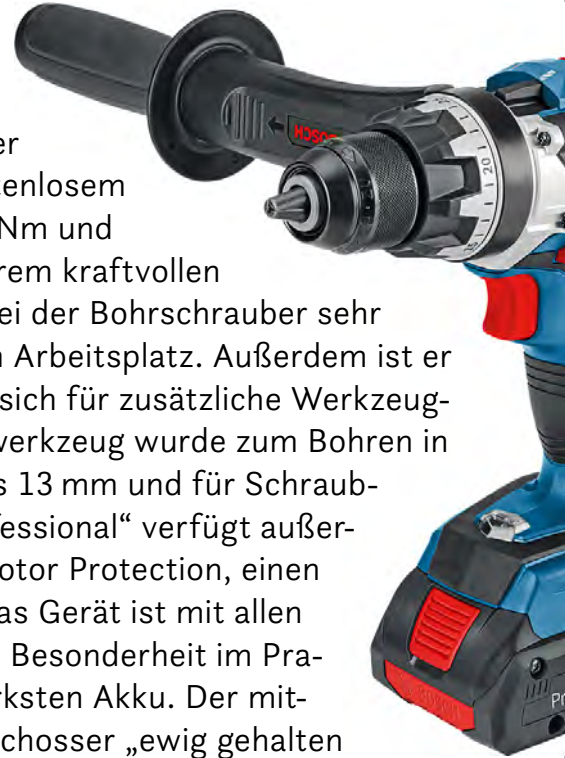 er
tenlosem
Nm und
rem kraftvollen
ei der Bohrschrauber sehr
n Arbeitsplatz. Außerdem ist er
sich für zusätzliche Werkzeug-
werkzeug wurde zum Bohren in
s 13 mm und für Schraub-
fessional“ verfügt außer-
otor Protection, einen
as Gerät ist mit allen
Besonderheit im Pra-
rksten Akku. Der mit-
chosser „ewig gehalten
BOSCH
20